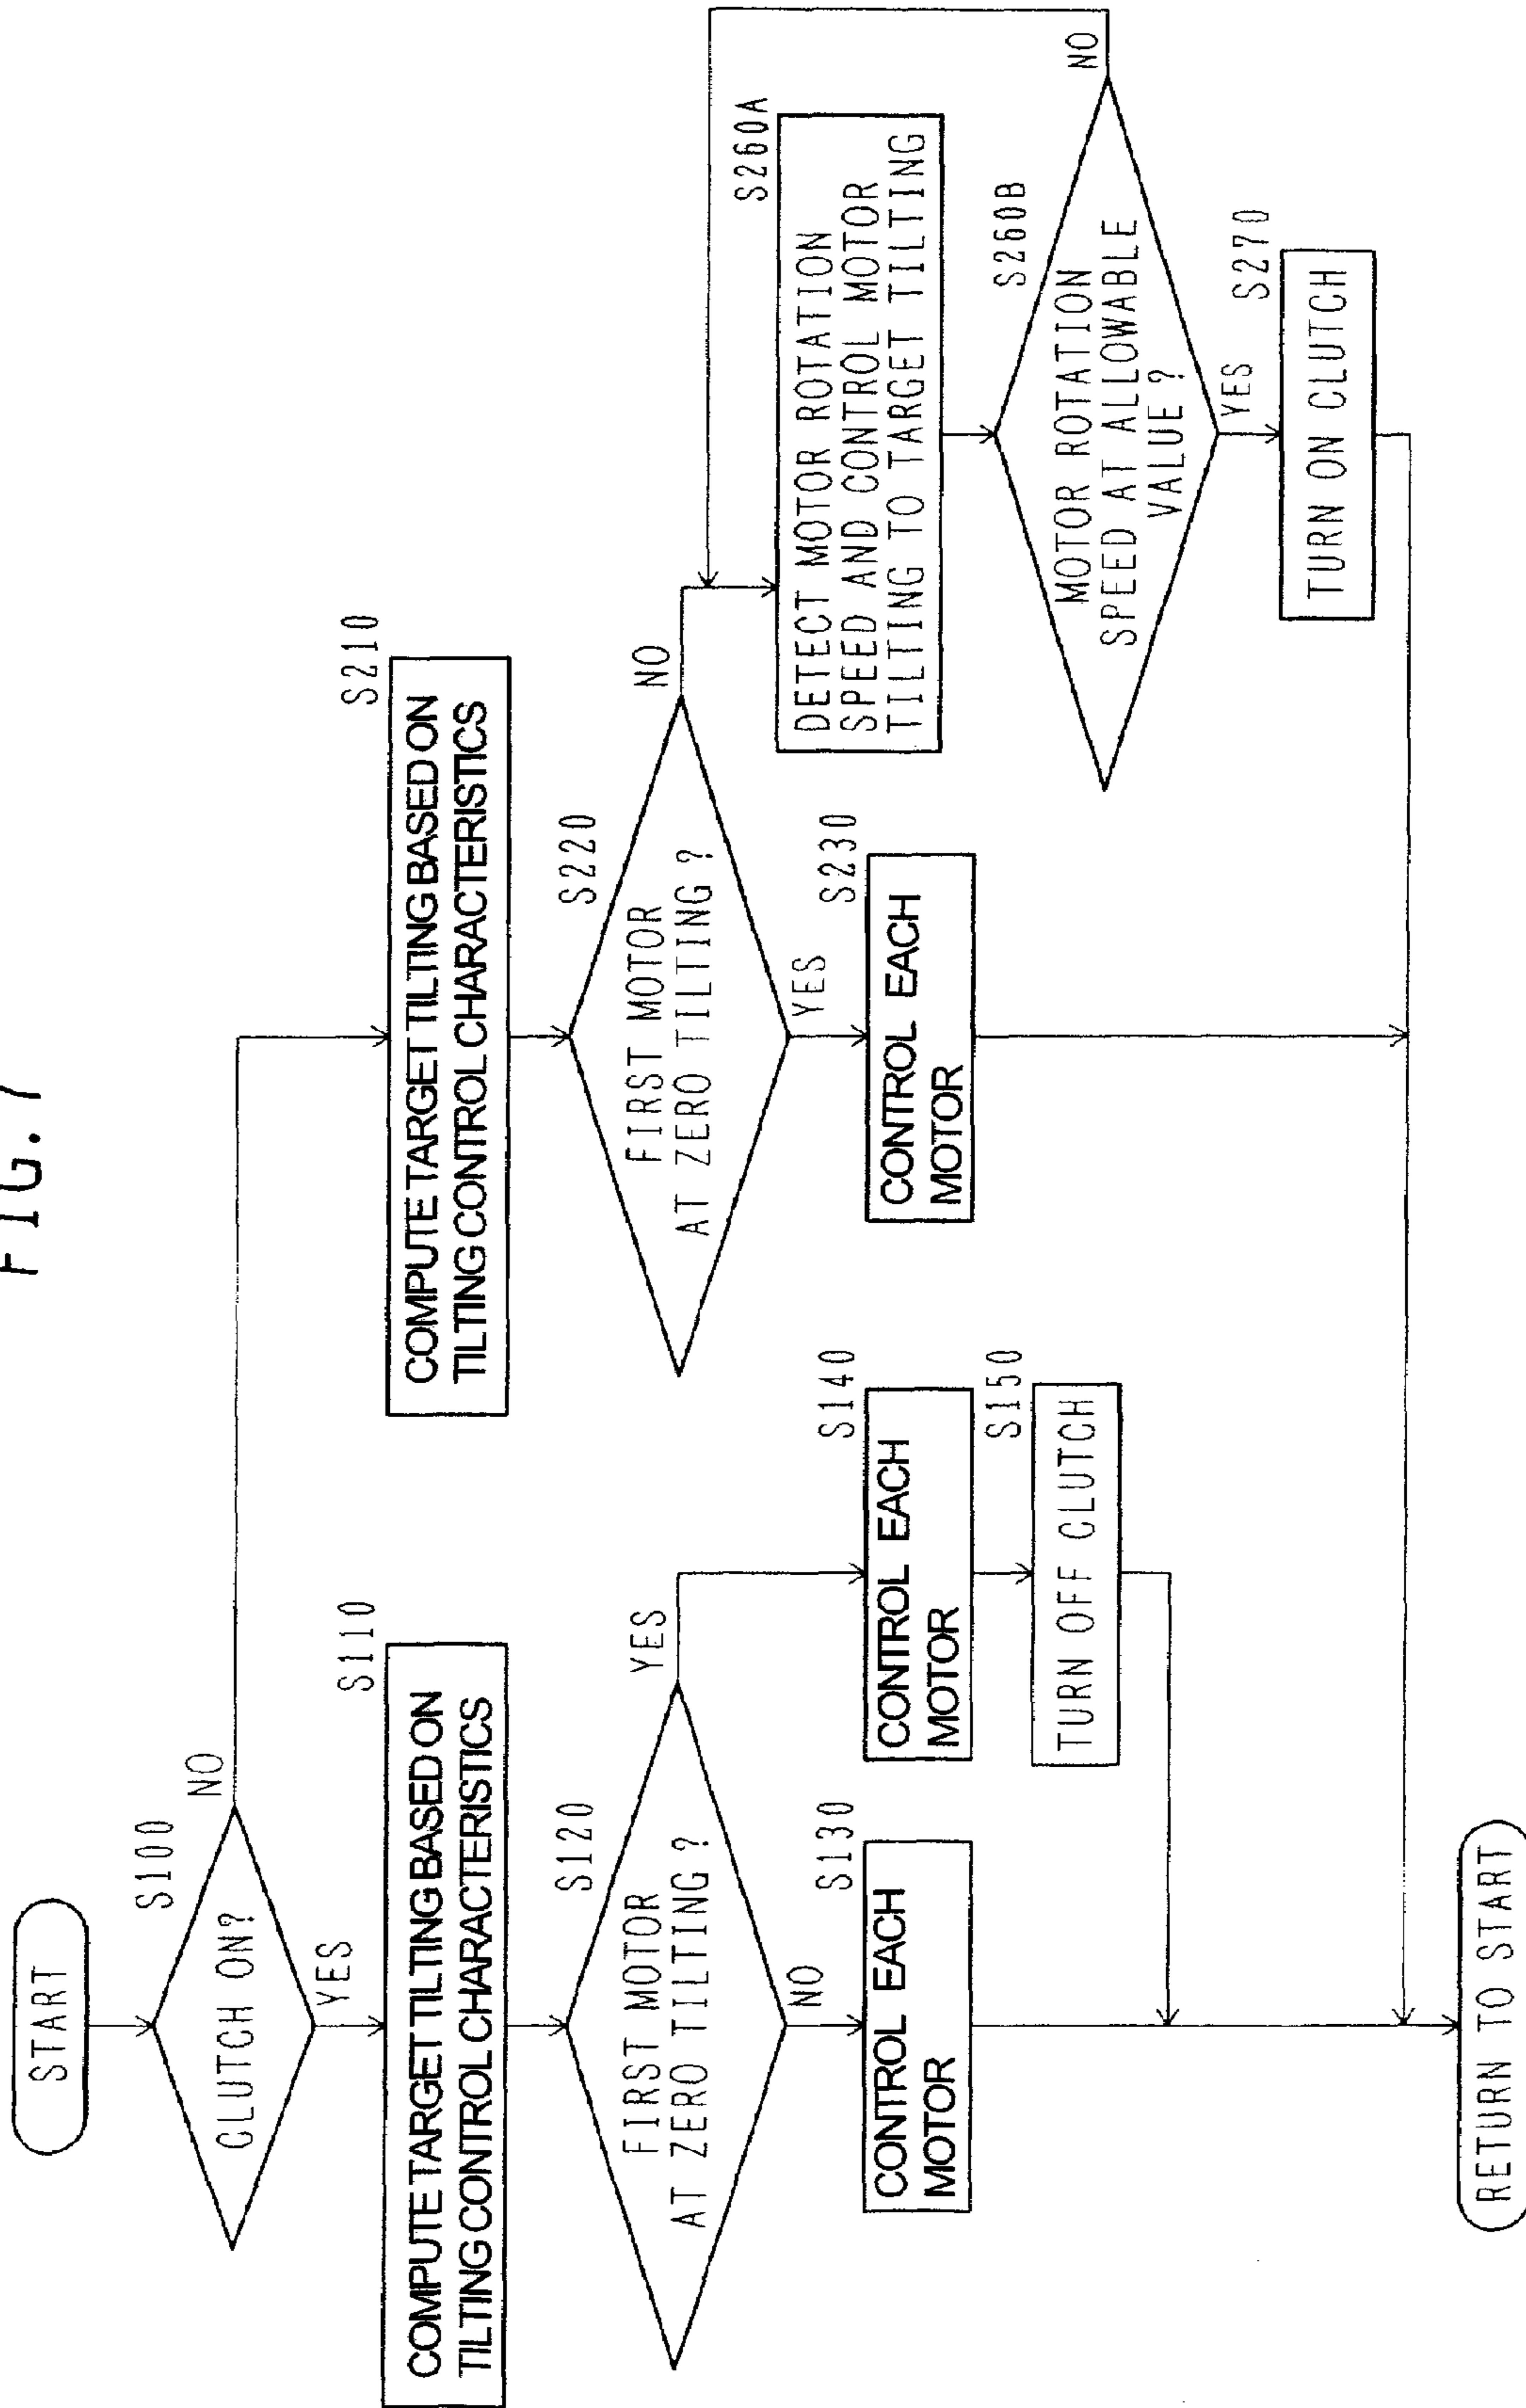 FIG.7
START
S100
CLUTCH ON?
NO
YES
S110
COMPUTE TARGET TILTING BASED ON
TILTING CONTROL CHARACTERISTICS
S120
FIRST MOTOR
AT ZERO TILTING ?
YES
NO
S130
CONTROL EACH
MOTOR
S140
CONTROL EACH
MOTOR
S150
TURN OFF CLUTCH
S210
COMPUTE TARGET TILTING BASED ON
TILTING CONTROL CHARACTERISTICS
S220
FIRST MOTOR
AT ZERO TILTING ?
NO
YES
S230
CONTROL EACH
MOTOR
S260A
DETECT MOTOR ROTATION
SPEED AND CONTROL MOTOR
TILTING TO TARGET TILTING
S260B
MOTOR ROTATION
SPEED AT ALLOWABLE
VALUE ?
NO
YES
S270
TURN ON CLUTCH
RETURN TO START